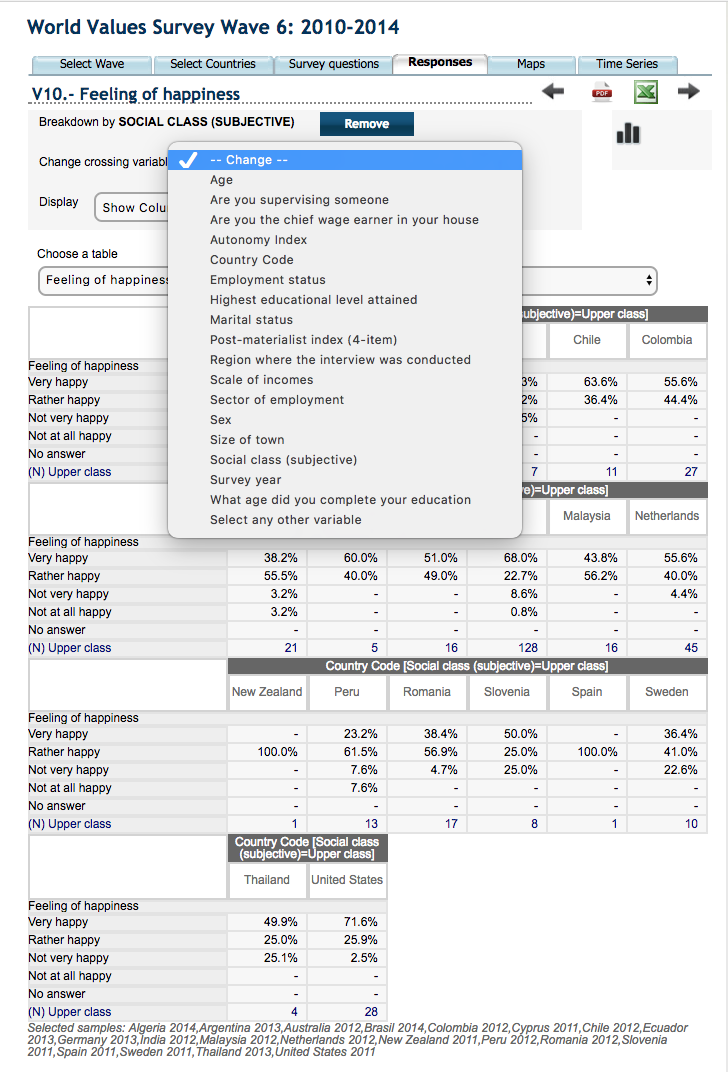 World Values Survey Wave 6: 2010-2014
Select Wave Select Countries Survey questions Responses Maps Time Series
V10.- Feeling of happiness PDF
Breakdown by SOCIAL CLASS (SUBJECTIVE) Remove
Change crossing variabl
-- Change --
Age
Are you supervising someone
Are you the chief wage earner in your house
Autonomy Index
Country Code
Employment status
Highest educational level attained
Marital status
Post-materialist index (4-item)
Region where the interview was conducted
Scale of incomes
Sector of employment
Sex
Size of town
Social class (subjective)
Survey year
What age did you complete your education
Select any other variable
Display Show Colu
Choose a table
Feeling of happiness
subjective)=Upper class]
Chile Colombia
Feeling of happiness
Very happy 3% 63.6% 55.6%
Rather happy 2% 36.4% 44.4%
Not very happy 5% - -
Not at all happy - - -
No answer - - -
(N) Upper class 7 11 27
e)=Upper class]
Malaysia Netherlands
Feeling of happiness
Very happy 38.2% 60.0% 51.0% 68.0% 43.8% 55.6%
Rather happy 55.5% 40.0% 49.0% 22.7% 56.2% 40.0%
Not very happy 3.2% - - 8.6% - 4.4%
Not at all happy 3.2% - - 0.8% - -
No answer - - - - - -
(N) Upper class 21 5 16 128 16 45
Country Code [Social class (subjective)=Upper class]
New Zealand Peru Romania Slovenia Spain Sweden
Feeling of happiness
Very happy - 23.2% 38.4% 50.0% - 36.4%
Rather happy 100.0% 61.5% 56.9% 25.0% 100.0% 41.0%
Not very happy - 7.6% 4.7% 25.0% - 22.6%
Not at all happy - 7.6% - - - -
No answer - - - - - -
(N) Upper class 1 13 17 8 1 10
Country Code [Social class
(subjective)=Upper class]
Thailand United States
Feeling of happiness
Very happy 49.9% 71.6%
Rather happy 25.0% 25.9%
Not very happy 25.1% 2.5%
Not at all happy - -
No answer - -
(N) Upper class 4 28
Selected samples: Algeria 2014,Argentina 2013,Australia 2012,Brasil 2014,Colombia 2012,Cyprus 2011,Chile 2012,Ecuador
2013,Germany 2013,India 2012,Malaysia 2012,Netherlands 2012,New Zealand 2011,Peru 2012,Romania 2012,Slovenia
2011,Spain 2011,Sweden 2011,Thailand 2013,United States 2011